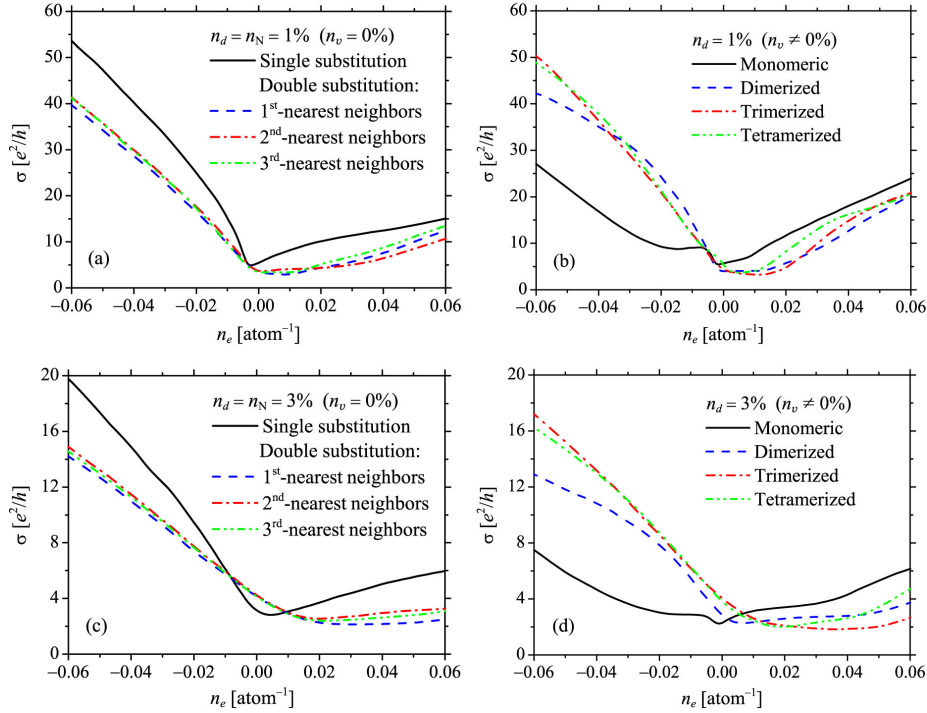 60
50
40
30
20
10
0
σ [e²/h]
n_d = n_N = 1% (n_v = 0%)
Single substitution
Double substitution:
1st-nearest neighbors
2nd-nearest neighbors
3rd-nearest neighbors
(a)
−0.06 −0.04 −0.02 0.00 0.02 0.04 0.06
n_e [atom⁻¹]
60
50
40
30
20
10
0
σ [e²/h]
n_d = 1% (n_v ≠ 0%)
Monomeric
Dimerized
Trimerized
Tetramerized
(b)
−0.06 −0.04 −0.02 0.00 0.02 0.04 0.06
n_e [atom⁻¹]
20
16
12
8
4
0
σ [e²/h]
n_d = n_N = 3% (n_v = 0%)
Single substitution
Double substitution:
1st-nearest neighbors
2nd-nearest neighbors
3rd-nearest neighbors
(c)
−0.06 −0.04 −0.02 0.00 0.02 0.04 0.06
n_e [atom⁻¹]
20
16
12
8
4
0
σ [e²/h]
n_d = 3% (n_v ≠ 0%)
Monomeric
Dimerized
Trimerized
Tetramerized
(d)
−0.06 −0.04 −0.02 0.00 0.02 0.04 0.06
n_e [atom⁻¹]